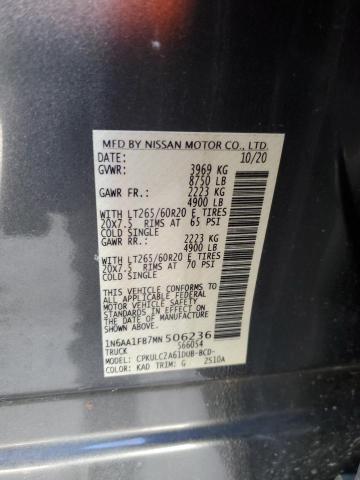 MFD BY NISSAN MOTOR CO., LTD.
DATE: 10/20
GVWR: 3969 KG
8750 LB
GAWR FR.: 2223 KG
4900 LB
WITH LT265/60R20 E TIRES
20X7.5 RIMS AT 65 PSI
COLD SINGLE
GAWR RR.: 2223 KG
4900 LB
WITH LT265/60R20 E TIRES
20X7.5 RIMS AT 70 PSI
COLD SINGLE
THIS VEHICLE CONFORMS TO ALL
APPLICABLE FEDERAL MOTOR
VEHICLE SAFETY STANDARDS
IN EFFECT ON THE DATE OF
MANUFACTURE SHOWN ABOVE.
1N6AA1FB7MN506236
TRUCK 566054
MODEL: CPKULCZA61DUB-BCD-
COLOR: KAD TRIM: G 2S10A